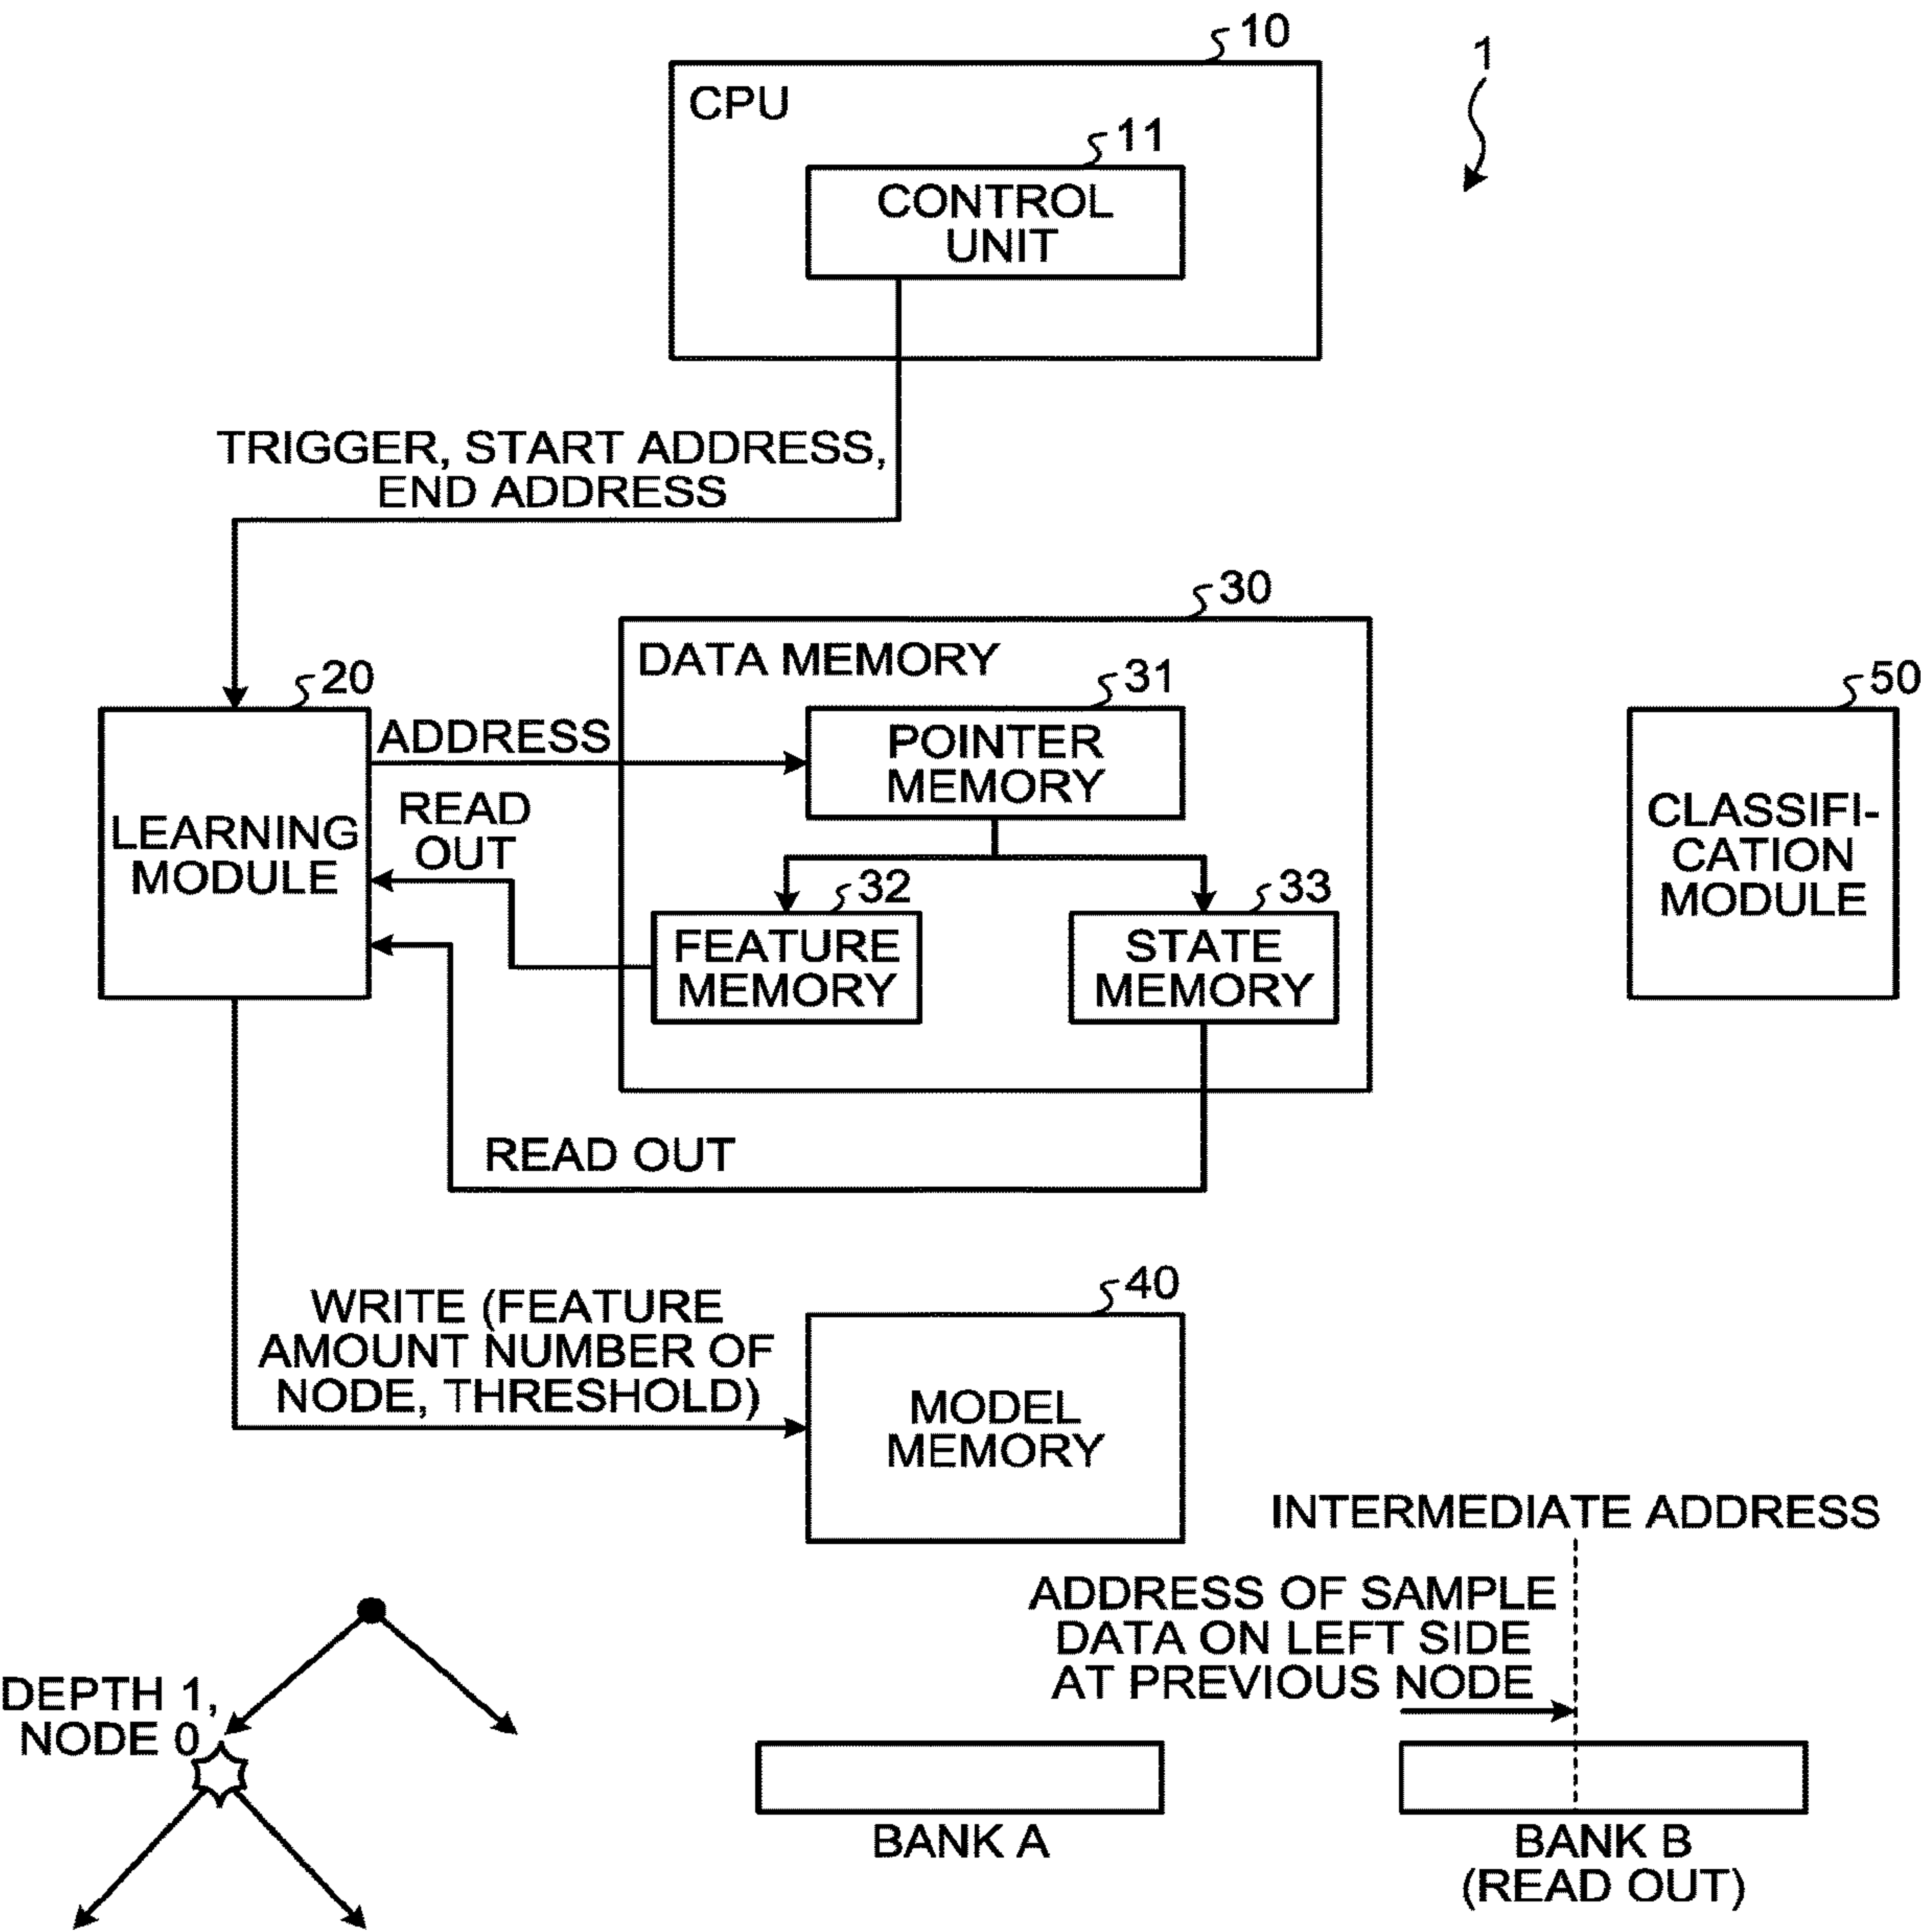 10
1
CPU
11
CONTROL
UNIT
TRIGGER, START ADDRESS,
END ADDRESS
30
DATA MEMORY
20
31
50
ADDRESS
POINTER
MEMORY
READ
OUT
LEARNING
MODULE
CLASSIFI-
CATION
MODULE
32
33
FEATURE
MEMORY
STATE
MEMORY
READ OUT
40
WRITE (FEATURE
AMOUNT NUMBER OF
NODE, THRESHOLD)
MODEL
MEMORY
INTERMEDIATE ADDRESS
ADDRESS OF SAMPLE
DATA ON LEFT SIDE
AT PREVIOUS NODE
DEPTH 1,
NODE 0
BANK A
BANK B
(READ OUT)